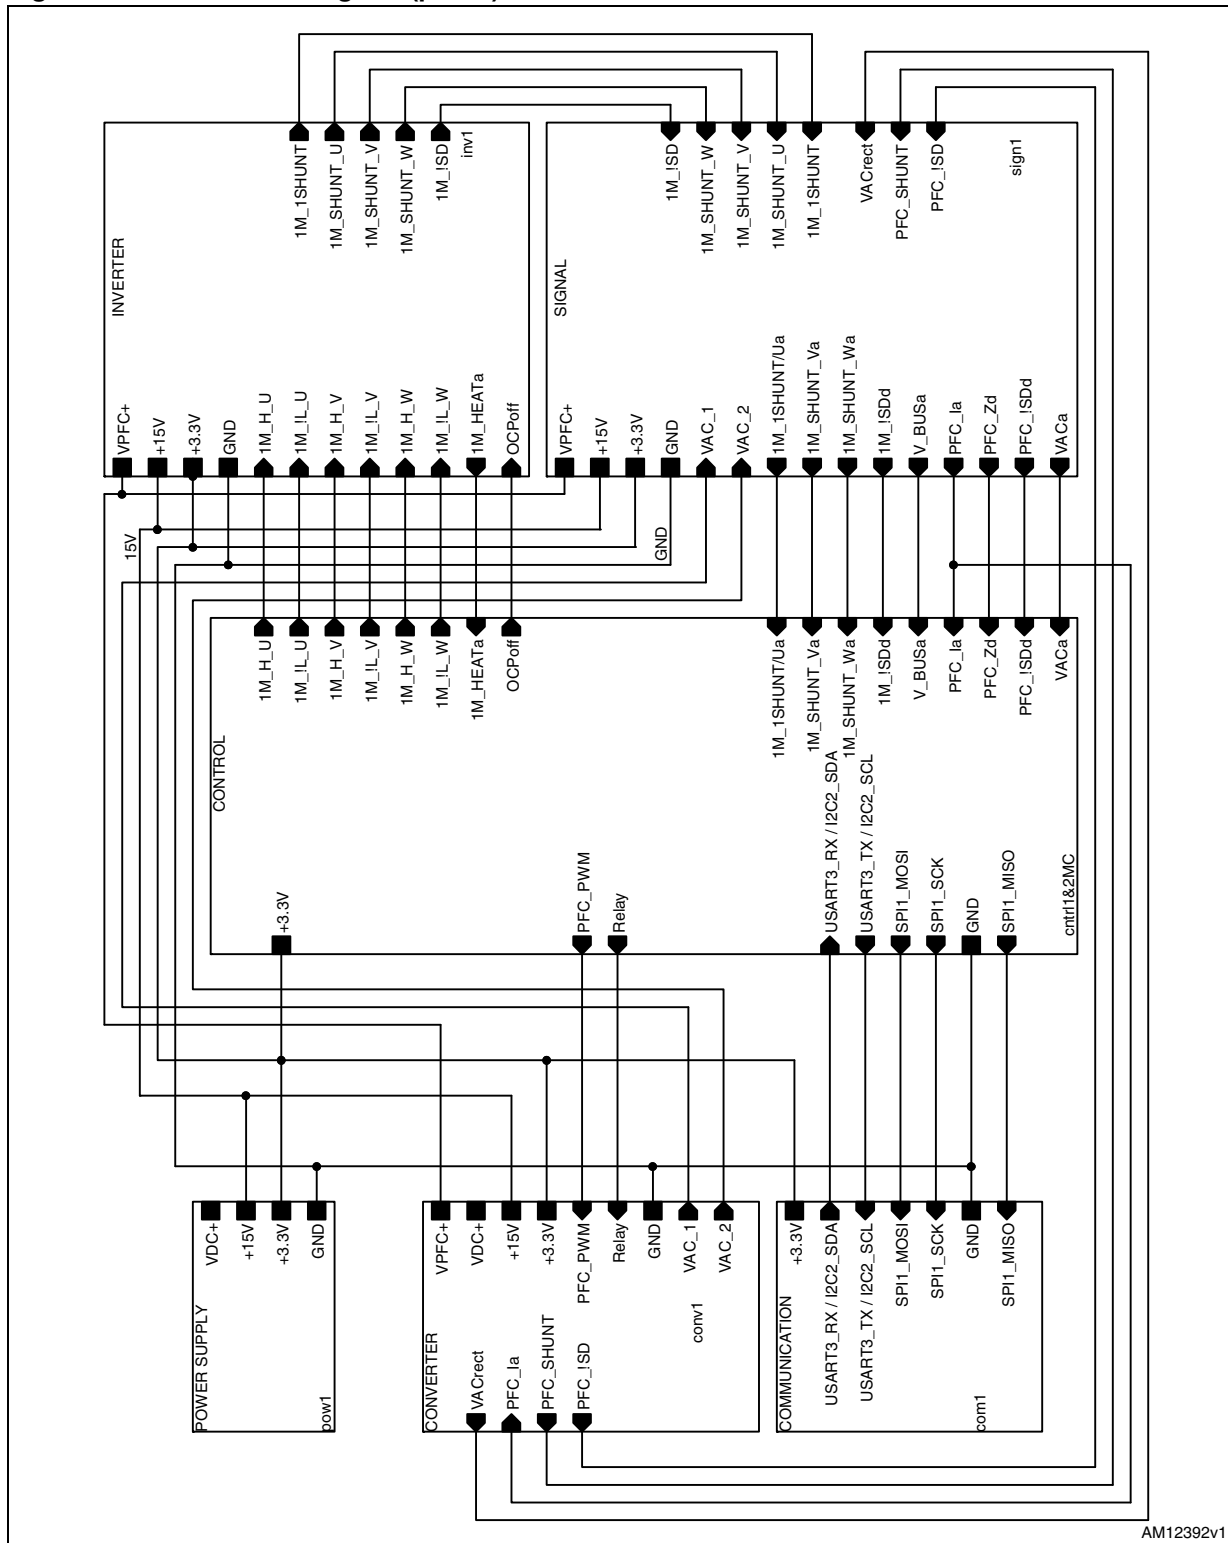 INVERTER
inv1
1M_1SHUNT
1M_SHUNT_U
1M_SHUNT_V
1M_SHUNT_W
1M_!SD
VPFC+
+15V
+3.3V
GND
1M_H_U
1M_!L_U
1M_H_V
1M_!L_V
1M_H_W
1M_!L_W
1M_HEATa
OCPoff
SIGNAL
sign1
1M_!SD
1M_SHUNT_W
1M_SHUNT_V
1M_SHUNT_U
1M_1SHUNT
VACrect
PFC_SHUNT
PFC_!SD
VPFC+
+15V
+3.3V
GND
VAC_1
VAC_2
1M_1SHUNT/Ua
1M_SHUNT_Va
1M_SHUNT_Wa
1M_!SDd
V_BUSa
PFC_Ia
PFC_Zd
PFC_!SDd
VACa
15V
GND
CONTROL
cntrl1&2MC
1M_H_U
1M_!L_U
1M_H_V
1M_!L_V
1M_H_W
1M_!L_W
1M_HEATa
OCPoff
1M_1SHUNT/Ua
1M_SHUNT_Va
1M_SHUNT_Wa
1M_!SDd
V_BUSa
PFC_Ia
PFC_Zd
PFC_!SDd
VACa
+3.3V
PFC_PWM
Relay
USART3_RX / I2C2_SDA
USART3_TX / I2C2_SCL
SPI1_MOSI
SPI1_SCK
GND
SPI1_MISO
POWER SUPPLY
pow1
VDC+
+15V
+3.3V
GND
CONVERTER
conv1
VPFC+
VDC+
+15V
+3.3V
PFC_PWM
Relay
GND
VAC_1
VAC_2
VACrect
PFC_Ia
PFC_SHUNT
PFC_!SD
COMMUNICATION
com1
+3.3V
USART3_RX / I2C2_SDA
USART3_TX / I2C2_SCL
SPI1_MOSI
SPI1_SCK
GND
SPI1_MISO
AM12392v1